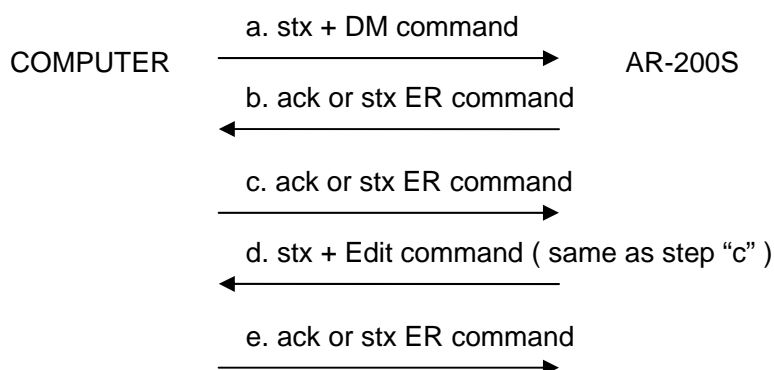 a. stx + DM command
COMPUTER AR-200S
b. ack or stx ER command
c. ack or stx ER command
d. stx + Edit command ( same as step “c” )
e. ack or stx ER command